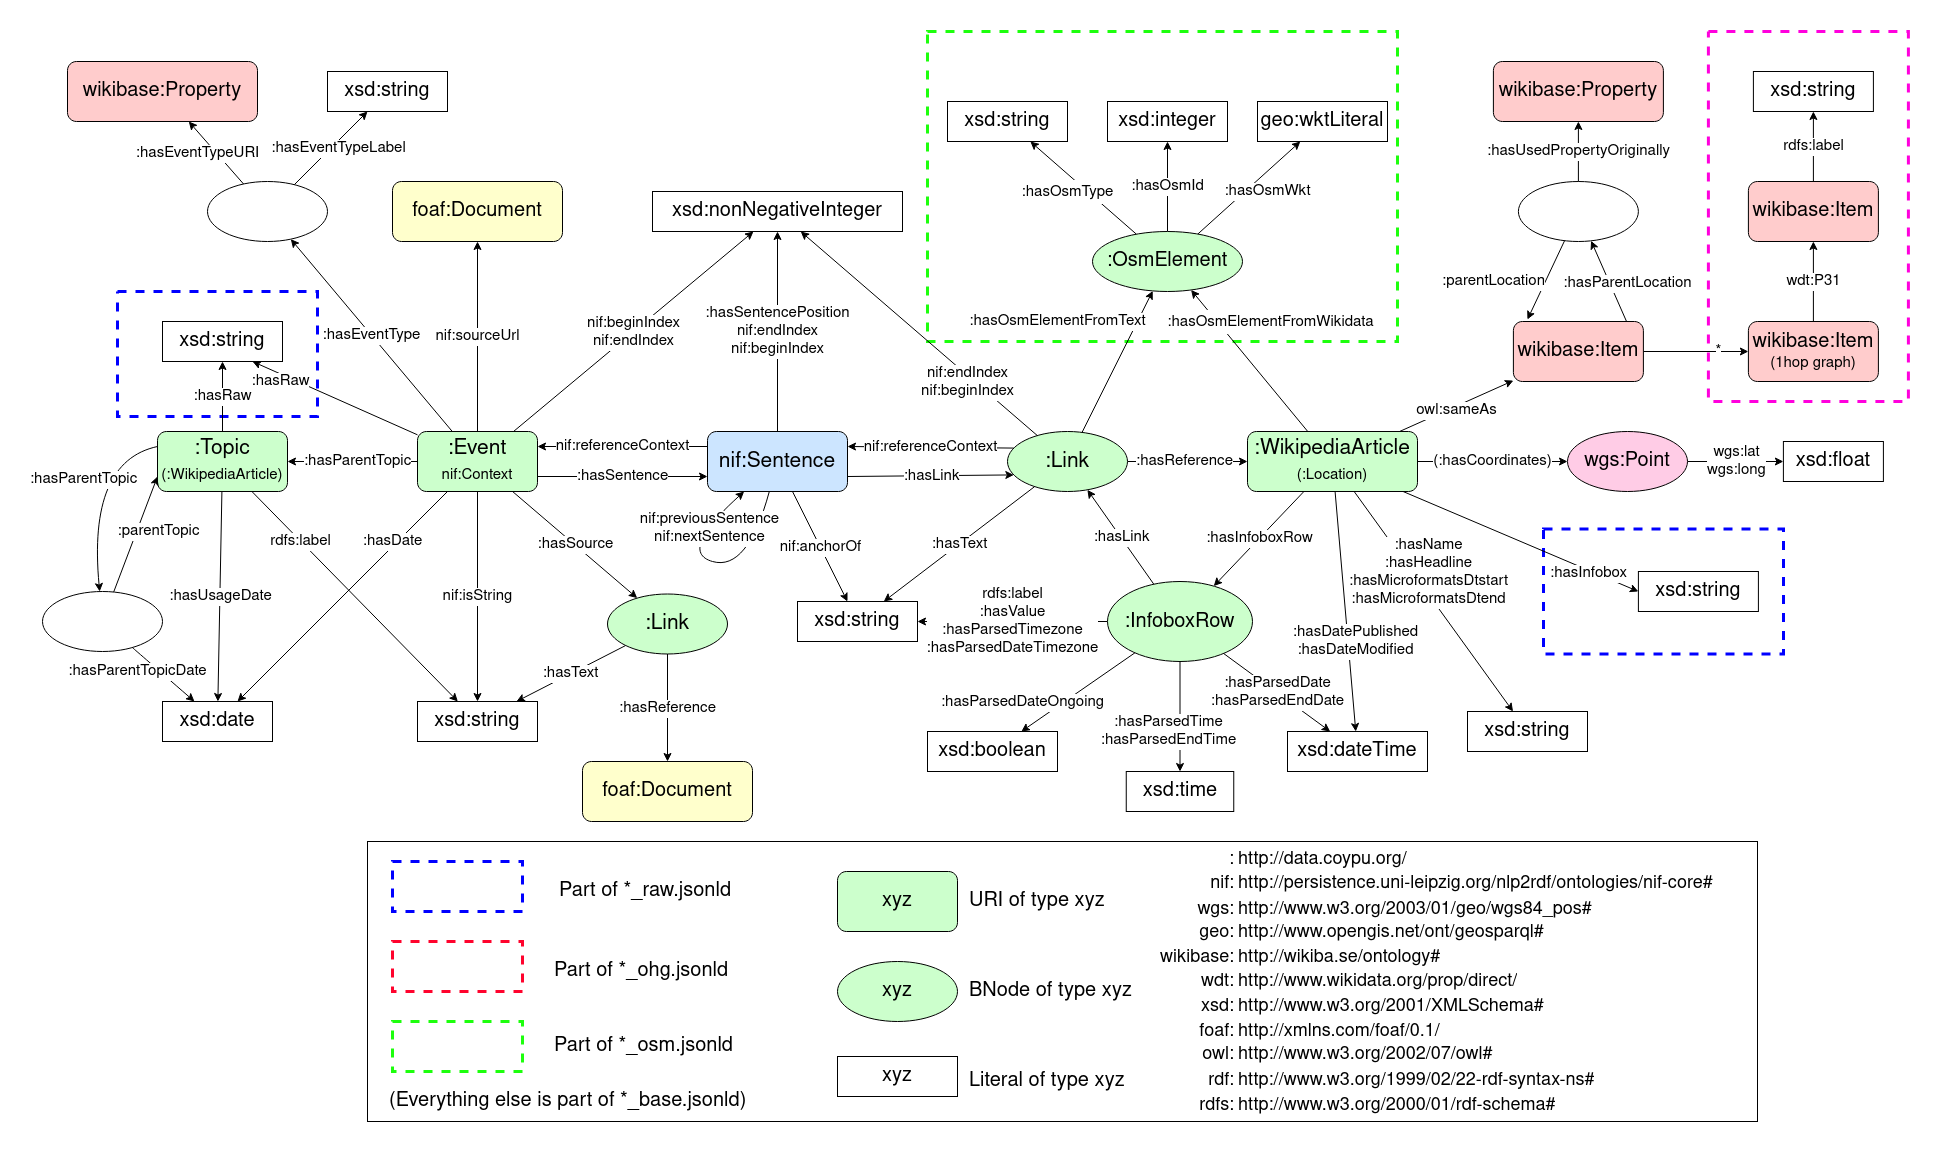 wikibase:Property
xsd:string
:hasEventTypeURI
:hasEventTypeLabel
foaf:Document
xsd:nonNegativeInteger
xsd:string
xsd:integer
geo:wktLiteral
:hasOsmType
:hasOsmId
:hasOsmWkt
:OsmElement
wikibase:Property
:hasUsedPropertyOriginally
xsd:string
rdfs:label
wikibase:Item
:parentLocation
:hasParentLocation
wdt:P31
xsd:string
:hasRaw
:hasRaw
:hasEventType
nif:sourceUrl
nif:beginIndex
nif:endIndex
:hasSentencePosition
nif:endIndex
nif:beginIndex
:hasOsmElementFromText
:hasOsmElementFromWikidata
nif:endIndex
nif:beginIndex
wikibase:Item
*
wikibase:Item
(1hop graph)
owl:sameAs
:Topic
(:WikipediaArticle)
:hasParentTopic
:Event
nif:Context
nif:referenceContext
:hasSentence
nif:Sentence
nif:referenceContext
:hasLink
:Link
:hasReference
:WikipediaArticle
(:Location)
(:hasCoordinates)
wgs:Point
wgs:lat
wgs:long
xsd:float
:hasParentTopic
:parentTopic
rdfs:label
:hasDate
:hasSource
nif:previousSentence
nif:nextSentence
nif:anchorOf
:hasText
:hasLink
:hasInfoboxRow
:hasName
:hasHeadline
:hasMicroformatsDtstart
:hasMicroformatsDtend
:hasInfobox
xsd:string
:hasUsageDate
nif:isString
:Link
xsd:string
rdfs:label
:hasValue
:hasParsedTimezone
:hasParsedDateTimezone
:InfoboxRow
:hasDatePublished
:hasDateModified
:hasParentTopicDate
:hasText
:hasReference
:hasParsedDateOngoing
:hasParsedTime
:hasParsedEndTime
:hasParsedDate
:hasParsedEndDate
xsd:date
xsd:string
xsd:boolean
xsd:dateTime
xsd:string
foaf:Document
xsd:time
Part of *_raw.jsonld
Part of *_ohg.jsonld
Part of *_osm.jsonld
(Everything else is part of *_base.jsonld)
xyz
URI of type xyz
xyz
BNode of type xyz
xyz
Literal of type xyz
: http://data.coypu.org/
nif: http://persistence.uni-leipzig.org/nlp2rdf/ontologies/nif-core#
wgs: http://www.w3.org/2003/01/geo/wgs84_pos#
geo: http://www.opengis.net/ont/geosparql#
wikibase: http://wikiba.se/ontology#
wdt: http://www.wikidata.org/prop/direct/
xsd: http://www.w3.org/2001/XMLSchema#
foaf: http://xmlns.com/foaf/0.1/
owl: http://www.w3.org/2002/07/owl#
rdf: http://www.w3.org/1999/02/22-rdf-syntax-ns#
rdfs: http://www.w3.org/2000/01/rdf-schema#